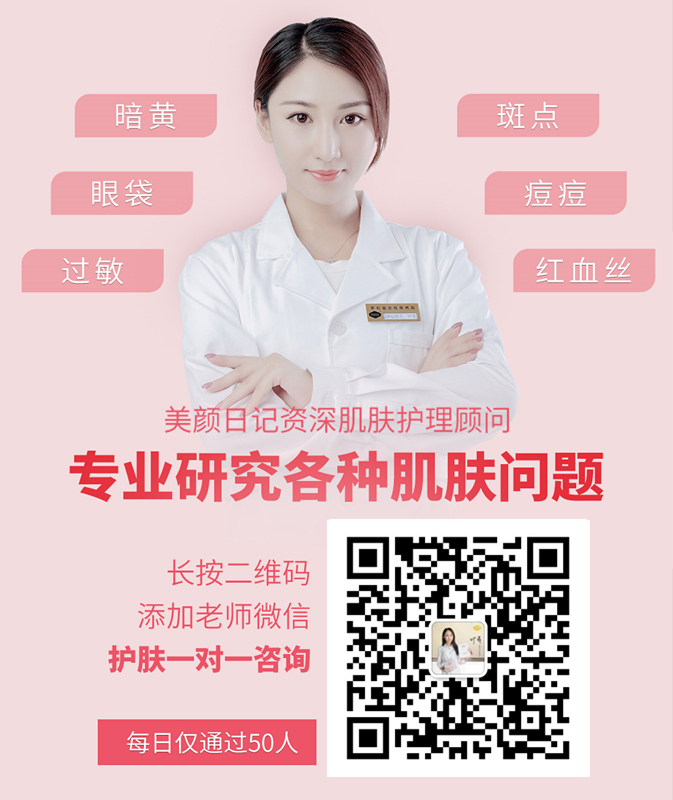 暗黄
斑点
眼袋
痘痘
过敏
红血丝
美颜日记资深肌肤护理顾问
专业研究各种肌肤问题
长按二维码
添加老师微信
护肤一对一咨询
每日仅通过50人